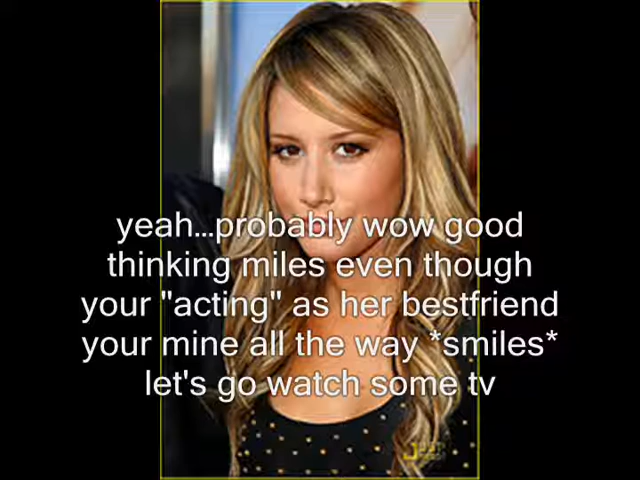 yeah...probably wow good
thinking miles even though
your "acting" as her bestfriend
your mine all the way *smiles*
let's go watch some tv